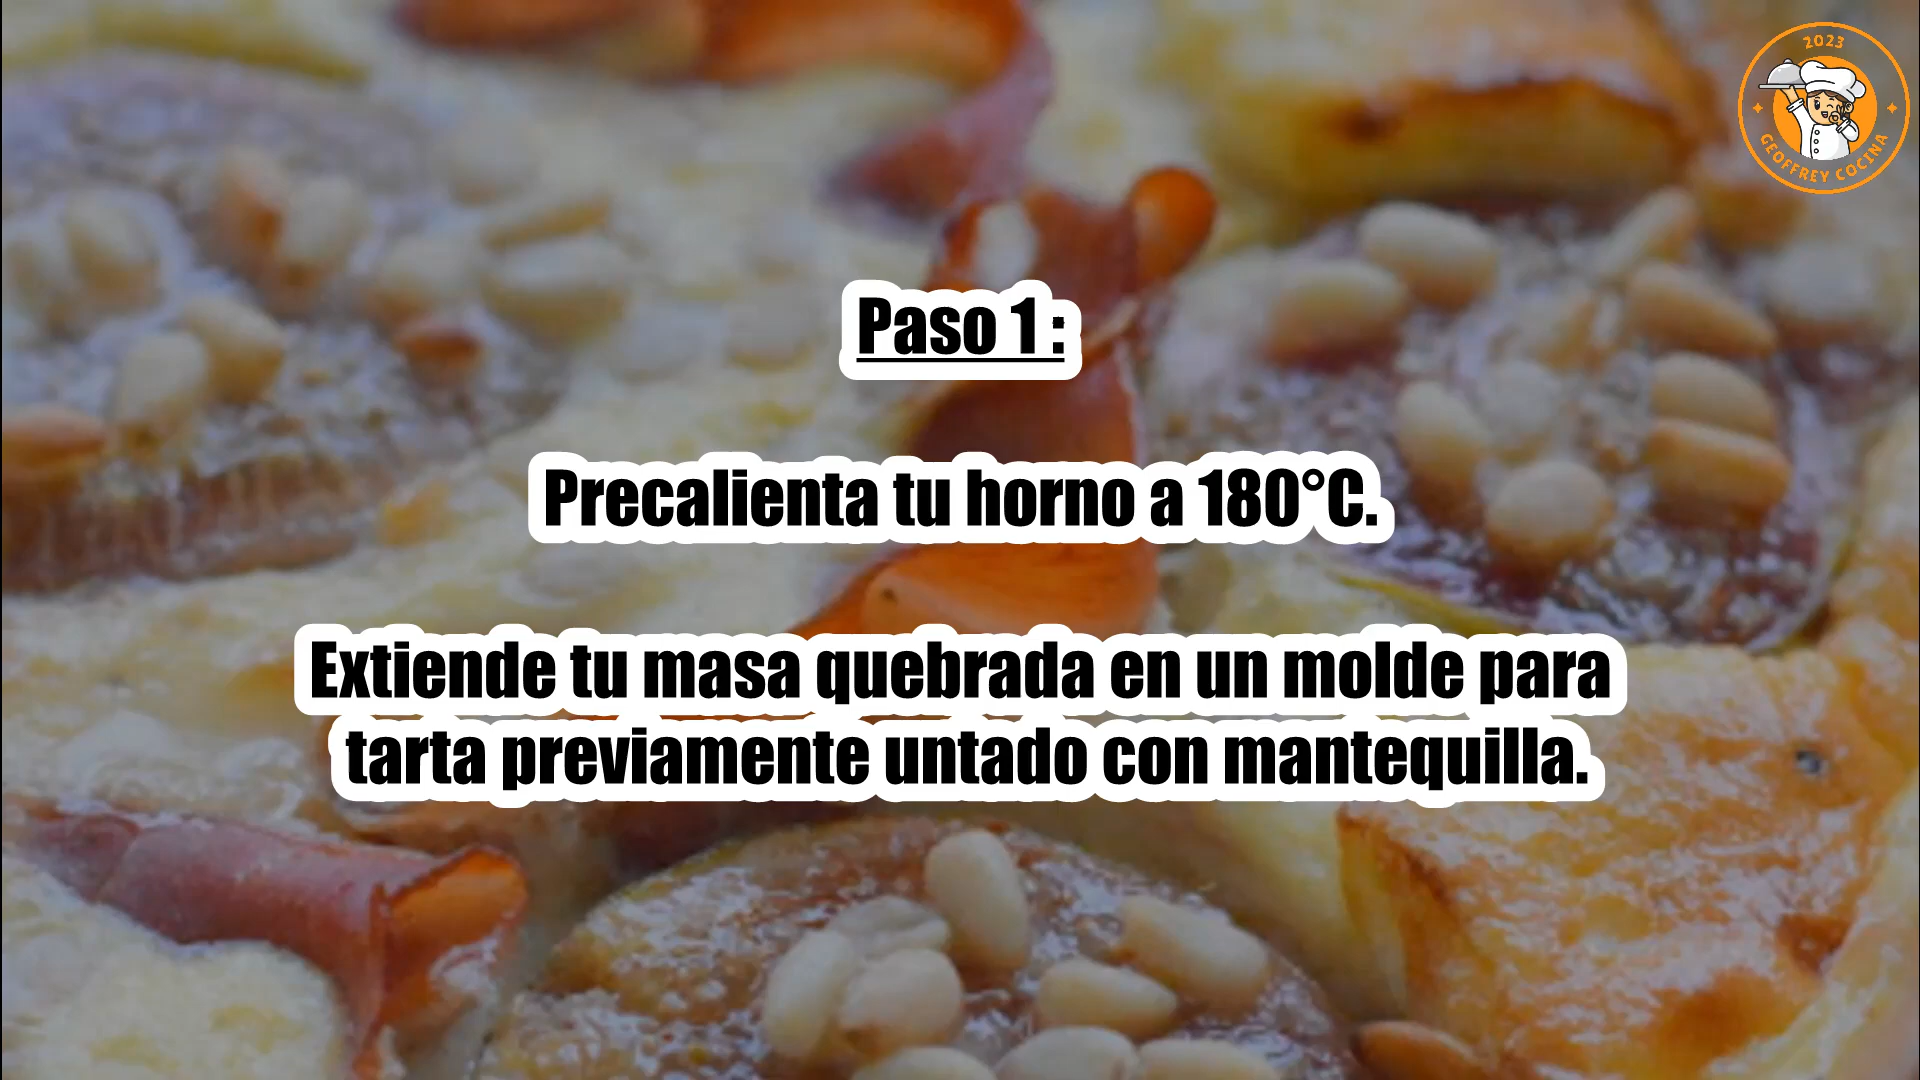 2023
GEOFFREY COCINA
Paso 1 :
Precalienta tu horno a 180°C.
Extiende tu masa quebrada en un molde para
tarta previamente untado con mantequilla.